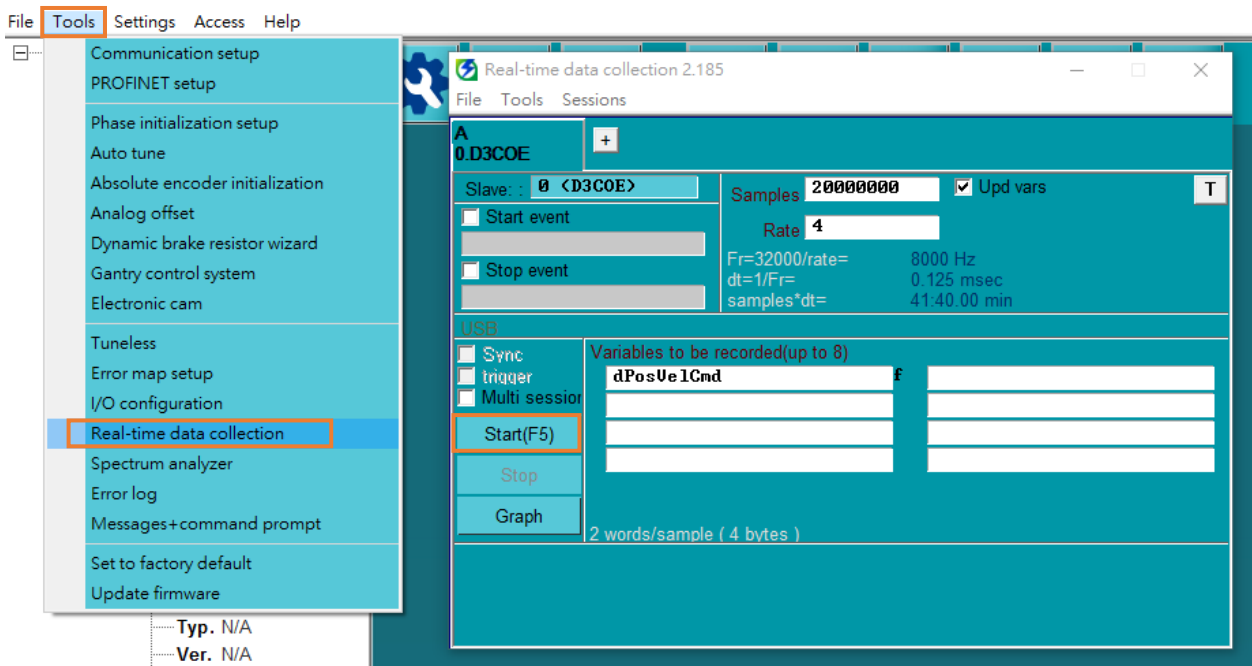 File Tools Settings Access Help
Communication setup
PROFINET setup
Phase initialization setup
Auto tune
Absolute encoder initialization
Analog offset
Dynamic brake resistor wizard
Gantry control system
Electronic cam
Tuneless
Error map setup
I/O configuration
Real-time data collection
Spectrum analyzer
Error log
Messages+command prompt
Set to factory default
Update firmware
Typ. N/A
Ver. N/A
Real-time data collection 2.185
File Tools Sessions
A
0.D3COE
+
Slave: : 0 <D3COE>
Start event
Stop event
Samples 20000000
Upd vars
T
Rate 4
Fr=32000/rate= 8000 Hz
dt=1/Fr= 0.125 msec
samples*dt= 41:40.00 min
USB
Sync
trigger
Multi session
Start(F5)
Stop
Graph
Variables to be recorded(up to 8)
dPosVelCmd f
2 words/sample ( 4 bytes )